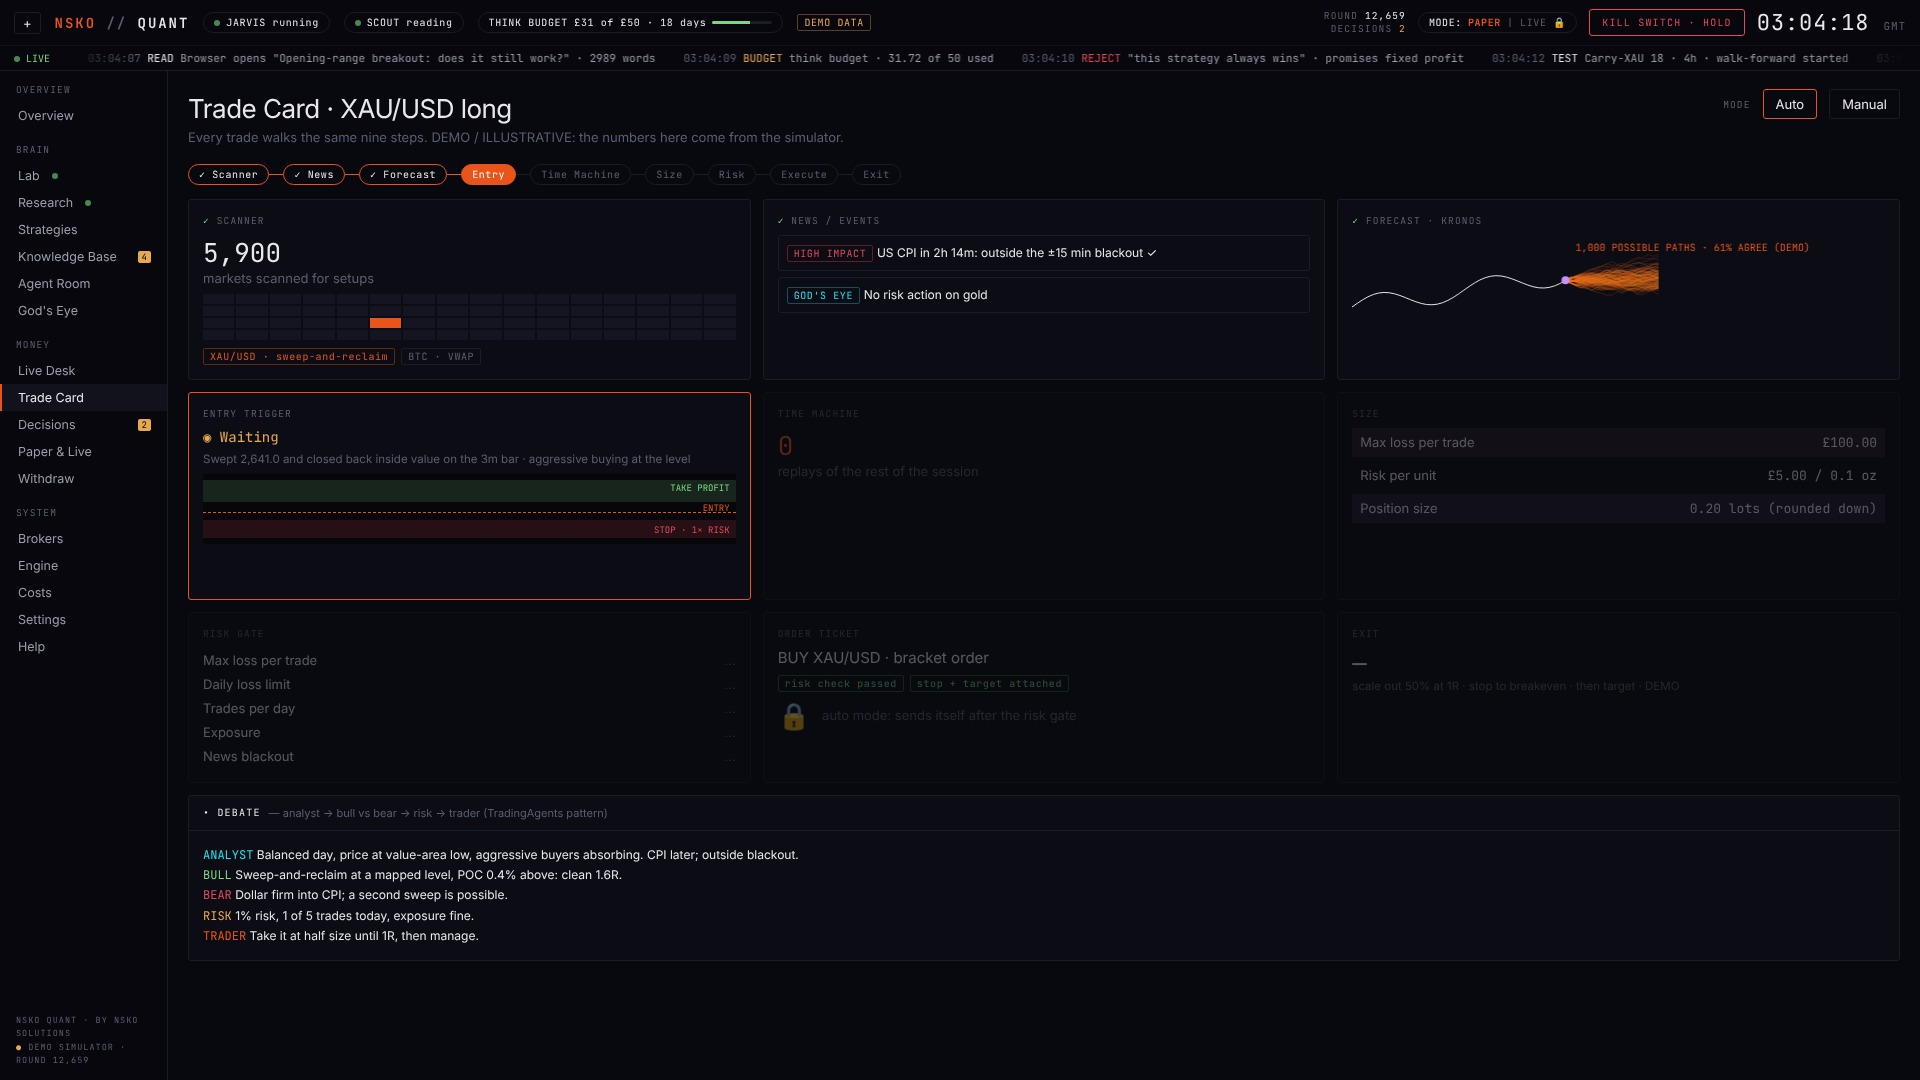 + NSKO // QUANT JARVIS running SCOUT reading THINK BUDGET £31 of £50 · 18 days DEMO DATA
ROUND 12,659
DECISIONS 2
MODE: PAPER | LIVE 🔒 KILL SWITCH · HOLD 03:04:18 GMT
LIVE 03:04:07 READ Browser opens "Opening-range breakout: does it still work?" · 2989 words 03:04:09 BUDGET think budget · 31.72 of 50 used 03:04:10 REJECT "this strategy always wins" · promises fixed profit 03:04:12 TEST Carry-XAU 18 · 4h · walk-forward started 03:
OVERVIEW
Overview
BRAIN
Lab
Research
Strategies
Knowledge Base 4
Agent Room
God's Eye
MONEY
Live Desk
Trade Card
Decisions 2
Paper & Live
Withdraw
SYSTEM
Brokers
Engine
Costs
Settings
Help
NSKO QUANT · BY NSKO
SOLUTIONS
DEMO SIMULATOR ·
ROUND 12,659
Trade Card · XAU/USD long
Every trade walks the same nine steps. DEMO / ILLUSTRATIVE: the numbers here come from the simulator.
MODE Auto Manual
✓ Scanner ✓ News ✓ Forecast Entry Time Machine Size Risk Execute Exit
✓ SCANNER
5,900
markets scanned for setups
XAU/USD · sweep-and-reclaim BTC · VWAP
✓ NEWS / EVENTS
HIGH IMPACT US CPI in 2h 14m: outside the ±15 min blackout ✓
GOD'S EYE No risk action on gold
✓ FORECAST · KRONOS
1,000 POSSIBLE PATHS · 61% AGREE (DEMO)
ENTRY TRIGGER
◉ Waiting
Swept 2,641.0 and closed back inside value on the 3m bar · aggressive buying at the level
TAKE PROFIT
ENTRY
STOP · 1× RISK
TIME MACHINE
0
replays of the rest of the session
SIZE
Max loss per trade £100.00
Risk per unit £5.00 / 0.1 oz
Position size 0.20 lots (rounded down)
RISK GATE
Max loss per trade …
Daily loss limit …
Trades per day …
Exposure …
News blackout …
ORDER TICKET
BUY XAU/USD · bracket order
risk check passed stop + target attached
🔒 auto mode: sends itself after the risk gate
EXIT
—
scale out 50% at 1R · stop to breakeven · then target · DEMO
• DEBATE — analyst → bull vs bear → risk → trader (TradingAgents pattern)
ANALYST Balanced day, price at value-area low, aggressive buyers absorbing. CPI later; outside blackout.
BULL Sweep-and-reclaim at a mapped level, POC 0.4% above: clean 1.6R.
BEAR Dollar firm into CPI; a second sweep is possible.
RISK 1% risk, 1 of 5 trades today, exposure fine.
TRADER Take it at half size until 1R, then manage.